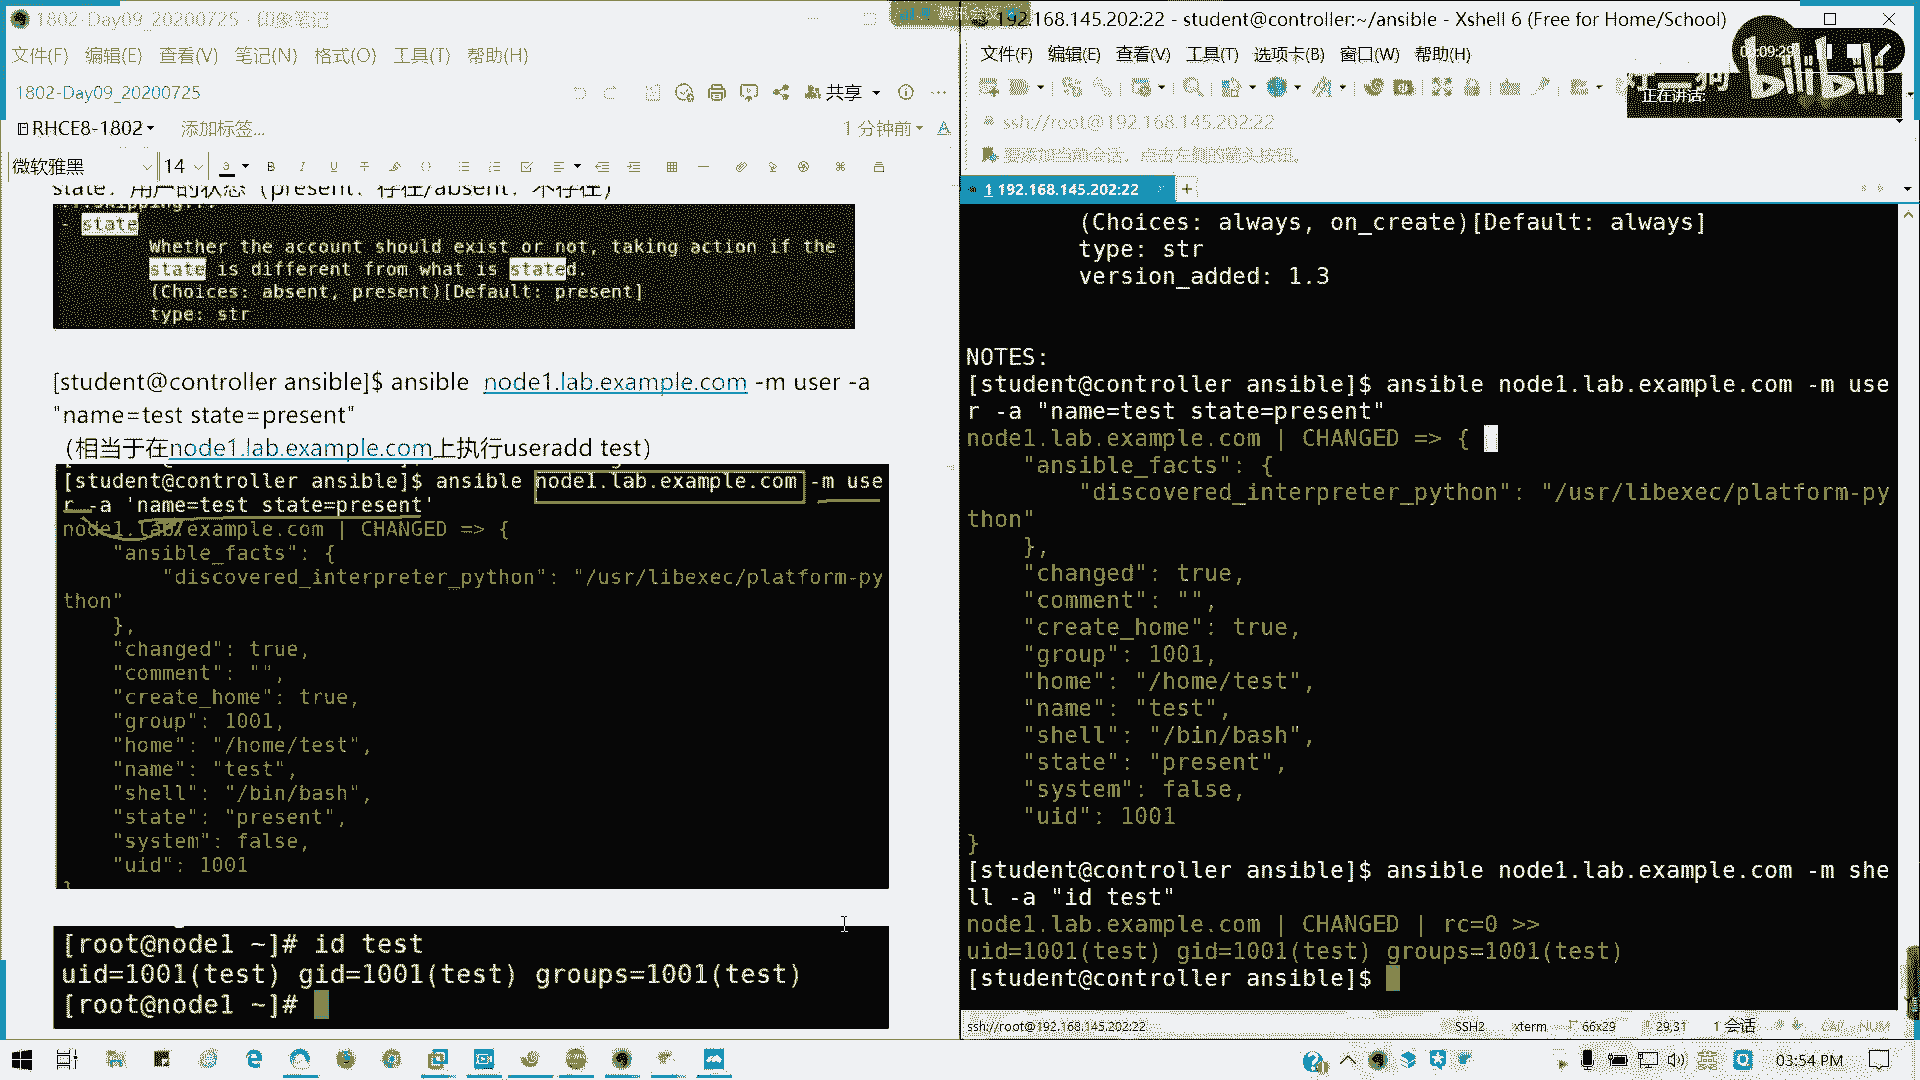 1802-Day09_20200725 - 印象笔记
文件(F) 编辑(E) 查看(V) 笔记(N) 格式(O) 工具(T) 帮助(H)
1802-Day09_20200725
共享
RHCE8-1802
添加标签...
1 分钟前
微软雅黑
14
state: 用户的状态（present: 存在/absent: 不存在）
- state
Whether the account should exist or not, taking action if the
state is different from what is stated.
(Choices: absent, present)[Default: present]
type: str
[student@controller ansible]$ ansible node1.lab.example.com -m user -a
"name=test state=present"
（相当于在node1.lab.example.com上执行useradd test）
[student@controller ansible]$ ansible node1.lab.example.com -m use
r -a 'name=test state=present'
node1.lab.example.com | CHANGED => {
"ansible_facts": {
"discovered_interpreter_python": "/usr/libexec/platform-py
thon"
},
"changed": true,
"comment": "",
"create_home": true,
"group": 1001,
"home": "/home/test",
"name": "test",
"shell": "/bin/bash",
"state": "present",
"system": false,
"uid": 1001
}
[root@node1 ~]# id test
uid=1001(test) gid=1001(test) groups=1001(test)
[root@node1 ~]#
192.168.145.202:22 - student@controller:~/ansible - Xshell 6 (Free for Home/School)
文件(F) 编辑(E) 查看(V) 工具(T) 选项卡(B) 窗口(W) 帮助(H)
bilibili
正在讲话:
ssh://root@192.168.145.202:22
要添加当前会话，点击左侧的箭头按钮。
1 192.168.145.202:22
(Choices: always, on_create)[Default: always]
type: str
version_added: 1.3
NOTES:
[student@controller ansible]$ ansible node1.lab.example.com -m use
r -a "name=test state=present"
node1.lab.example.com | CHANGED => {
"ansible_facts": {
"discovered_interpreter_python": "/usr/libexec/platform-py
thon"
},
"changed": true,
"comment": "",
"create_home": true,
"group": 1001,
"home": "/home/test",
"name": "test",
"shell": "/bin/bash",
"state": "present",
"system": false,
"uid": 1001
}
[student@controller ansible]$ ansible node1.lab.example.com -m she
ll -a "id test"
node1.lab.example.com | CHANGED | rc=0 >>
uid=1001(test) gid=1001(test) groups=1001(test)
[student@controller ansible]$
ssh://root@192.168.145.202:22
SSH2
xterm
66x29
29,31
1 会话
CAP NUM
英
03:54 PM